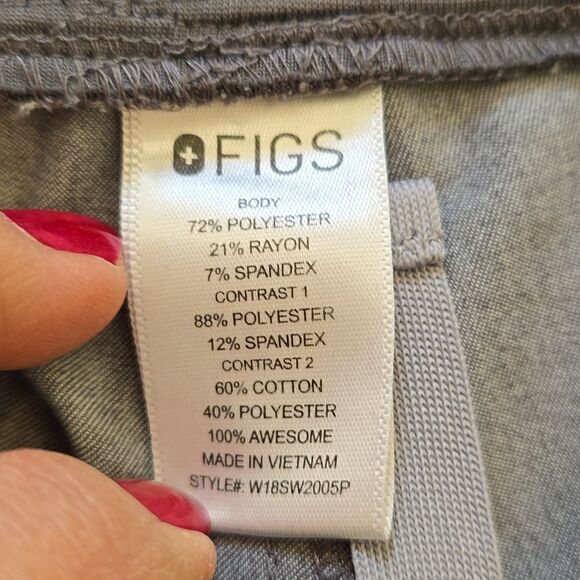 FIGS
BODY
72% POLYESTER
21% RAYON
7% SPANDEX
CONTRAST 1
88% POLYESTER
12% SPANDEX
CONTRAST 2
60% COTTON
40% POLYESTER
100% AWESOME
MADE IN VIETNAM
STYLE#: W18SW2005P